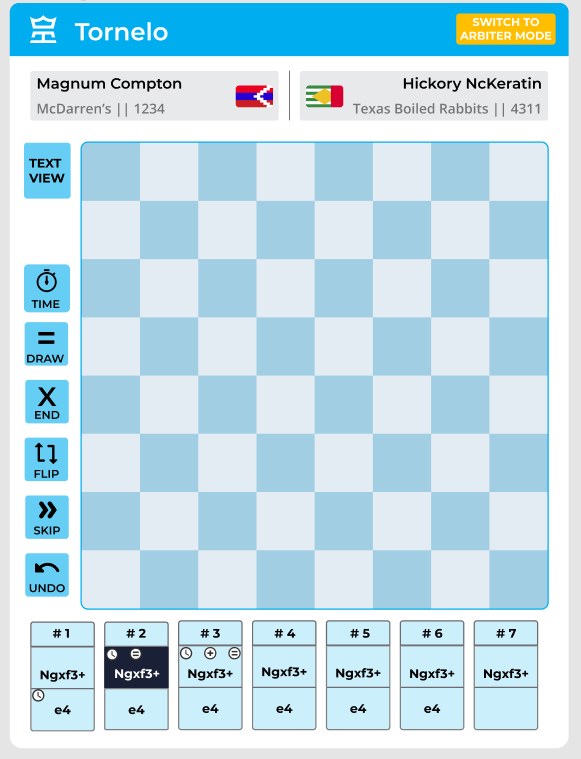 Tornelo
SWITCH TO
ARBITER MODE
Magnum Compton
McDarren's || 1234
Hickory NcKeratin
Texas Boiled Rabbits || 4311
TEXT
VIEW
TIME
DRAW
X
END
FLIP
SKIP
UNDO
# 1
# 2
# 3
# 4
# 5
# 6
# 7
Ngxf3+
Ngxf3+
Ngxf3+
Ngxf3+
Ngxf3+
Ngxf3+
Ngxf3+
e4
e4
e4
e4
e4
e4